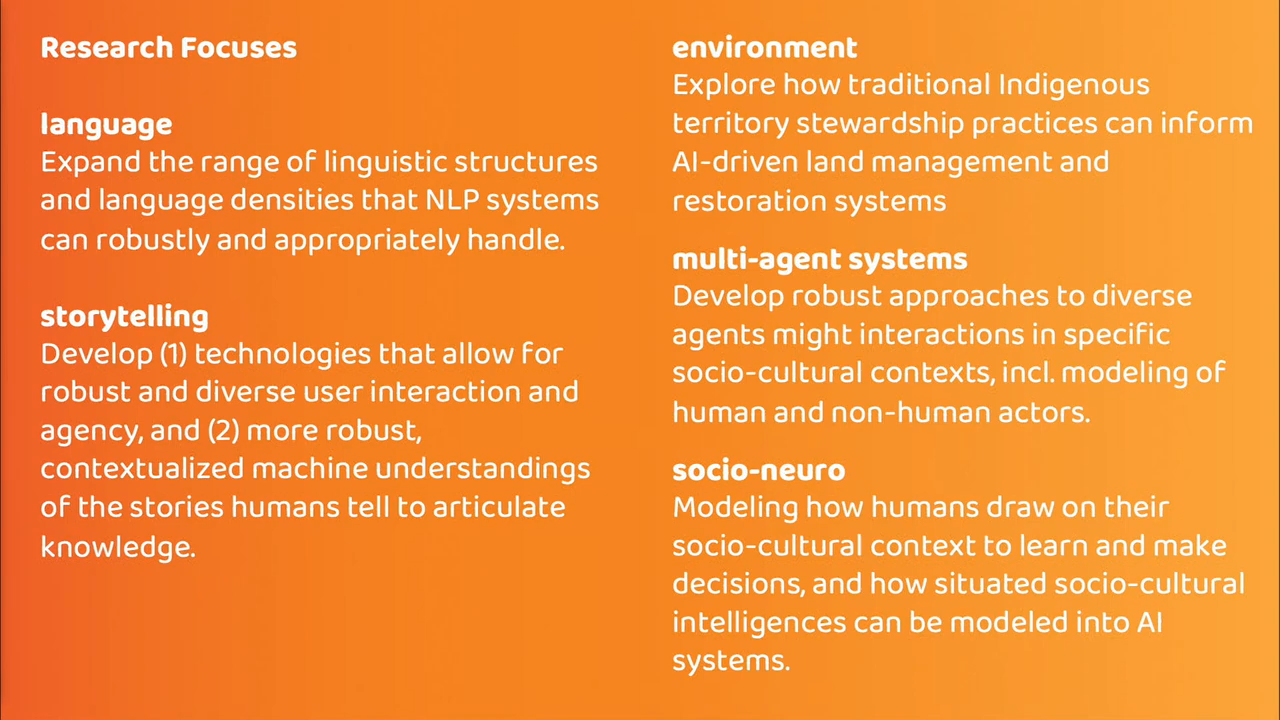 Research Focuses
language
Expand the range of linguistic structures
and language densities that NLP systems
can robustly and appropriately handle.
storytelling
Develop (1) technologies that allow for
robust and diverse user interaction and
agency, and (2) more robust,
contextualized machine understandings
of the stories humans tell to articulate
knowledge.
environment
Explore how traditional Indigenous
territory stewardship practices can inform
AI-driven land management and
restoration systems
multi-agent systems
Develop robust approaches to diverse
agents might interactions in specific
socio-cultural contexts, incl. modeling of
human and non-human actors.
socio-neuro
Modeling how humans draw on their
socio-cultural context to learn and make
decisions, and how situated socio-cultural
intelligences can be modeled into AI
systems.